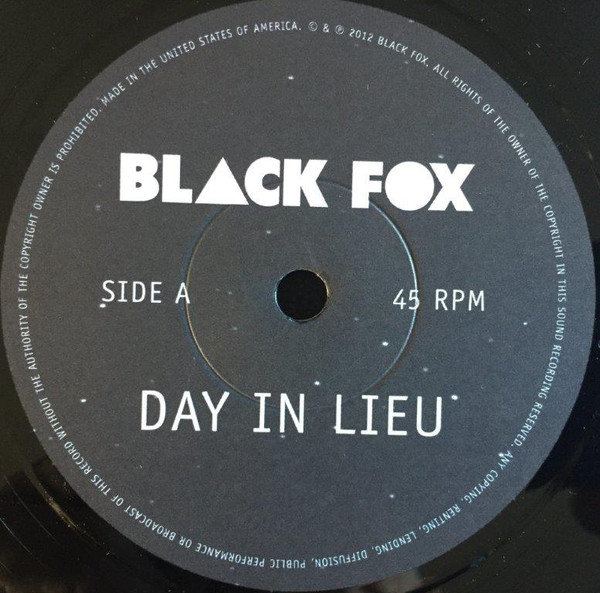 BLACK FOX
SIDE A
45 RPM
DAY IN LIEU
MADE IN THE UNITED STATES OF AMERICA. © & ℗ 2012 BLACK FOX. ALL RIGHTS OF THE OWNER OF THE COPYRIGHT IN THIS SOUND RECORDING RESERVED. ANY COPYING, RENTING, LENDING, DIFFUSION, PUBLIC PERFORMANCE OR BROADCAST OF THIS RECORD WITHOUT THE AUTHORITY OF THE COPYRIGHT OWNER IS PROHIBITED.